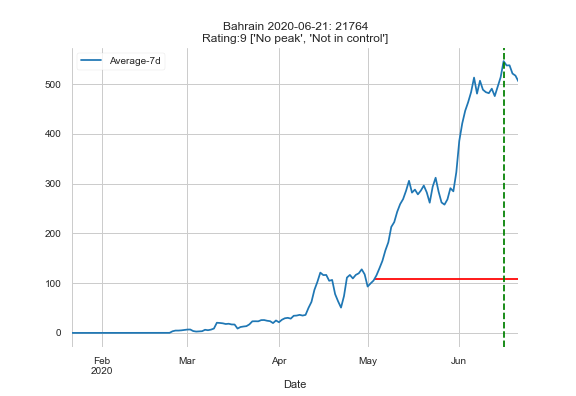 Bahrain 2020-06-21: 21764
Rating:9 ['No peak', 'Not in control']
Average-7d
500
400
300
200
100
0
Feb
2020
Mar
Apr
May
Jun
Date